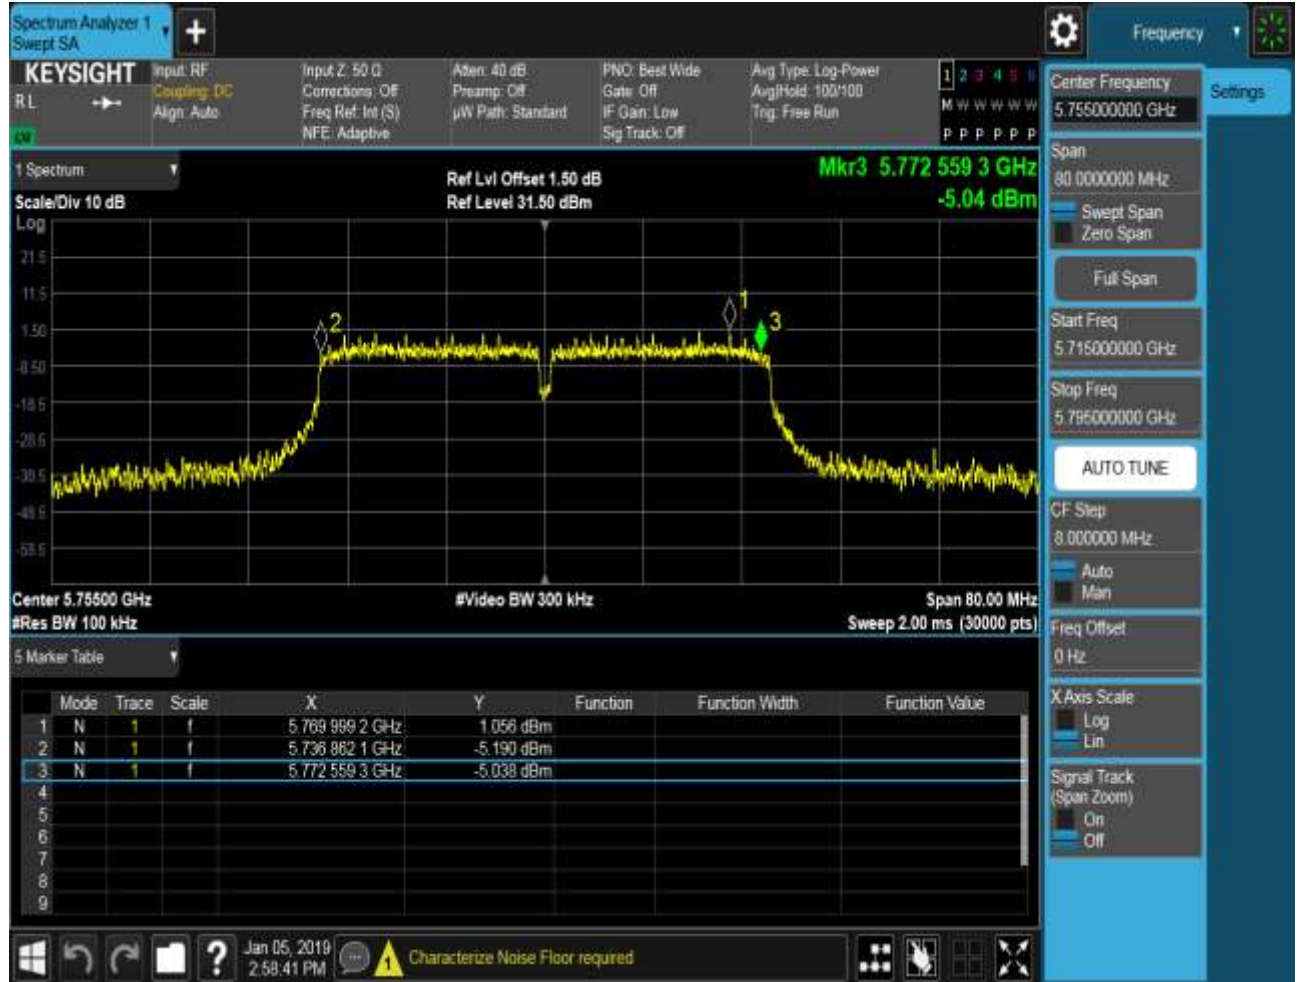 Spectrum Analyzer 1
Swept SA
Frequency
KEYSIGHT
RL
Input: RF
Coupling: DC
Align: Auto
Input Z: 50 Ω
Corrections: Off
Freq Ref: Int (S)
NFE: Adaptive
Atten: 40 dB
Preamp: Off
µW Path: Standard
PNO: Best Wide
Gate: Off
IF Gain: Low
Sig Track: Off
Avg Type: Log-Power
Avg|Hold: 100/100
Trig: Free Run
1 2 3 4 5 6
M W W W W W
P P P P P P
1 Spectrum
Scale/Div 10 dB
Ref Lvl Offset 1.50 dB
Ref Level 31.50 dBm
Mkr3 5.772 559 3 GHz
-5.04 dBm
Log
21.5
11.5
1.50
-8.50
-18.5
-28.5
-38.5
-48.5
-58.5
2
1
3
Center 5.75500 GHz
#Res BW 100 kHz
#Video BW 300 kHz
Span 80.00 MHz
Sweep 2.00 ms (30000 pts)
5 Marker Table
Mode Trace Scale X Y Function Function Width Function Value
1 N 1 f 5.769 999 2 GHz 1.056 dBm
2 N 1 f 5.736 862 1 GHz -5.190 dBm
3 N 1 f 5.772 559 3 GHz -5.038 dBm
4
5
6
7
8
9
Jan 05, 2019
2:58:41 PM
?
1
Characterize Noise Floor required
Settings
Center Frequency
5.755000000 GHz
Span
80.0000000 MHz
Swept Span
Zero Span
Full Span
Start Freq
5.715000000 GHz
Stop Freq
5.795000000 GHz
AUTO TUNE
CF Step
8.000000 MHz
Auto
Man
Freq Offset
0 Hz
X Axis Scale
Log
Lin
Signal Track
(Span Zoom)
On
Off